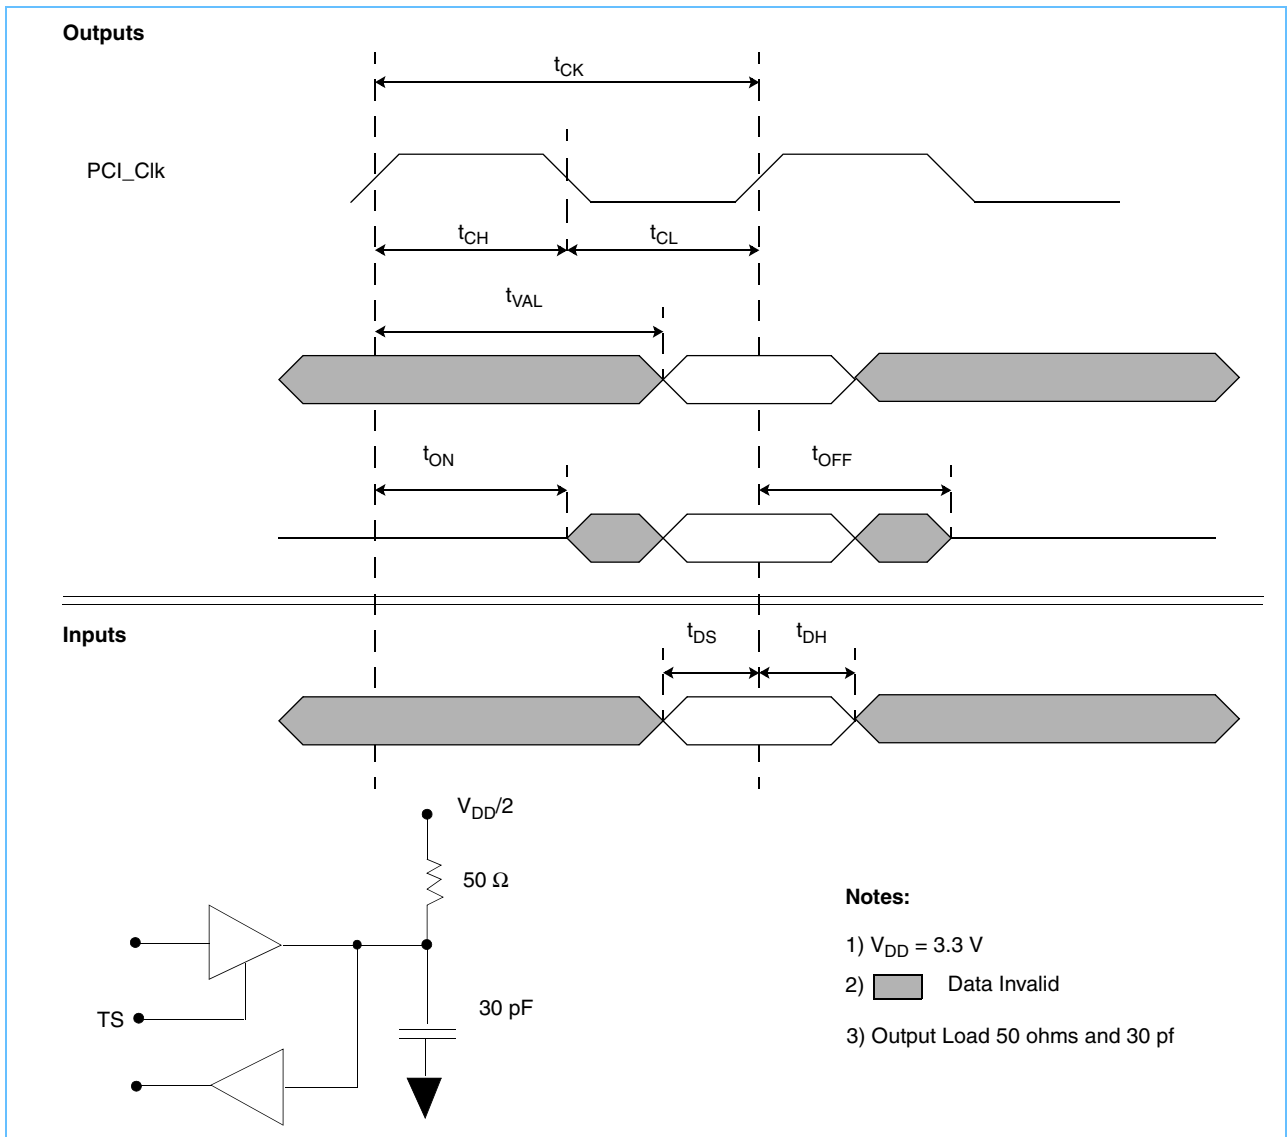 Outputs
tCK
PCI_Clk
tCH
tCL
tVAL
tON
tOFF
Inputs
tDS
tDH
VDD/2
50 Ω
TS
30 pF
Notes:
1) VDD = 3.3 V
2) Data Invalid
3) Output Load 50 ohms and 30 pf